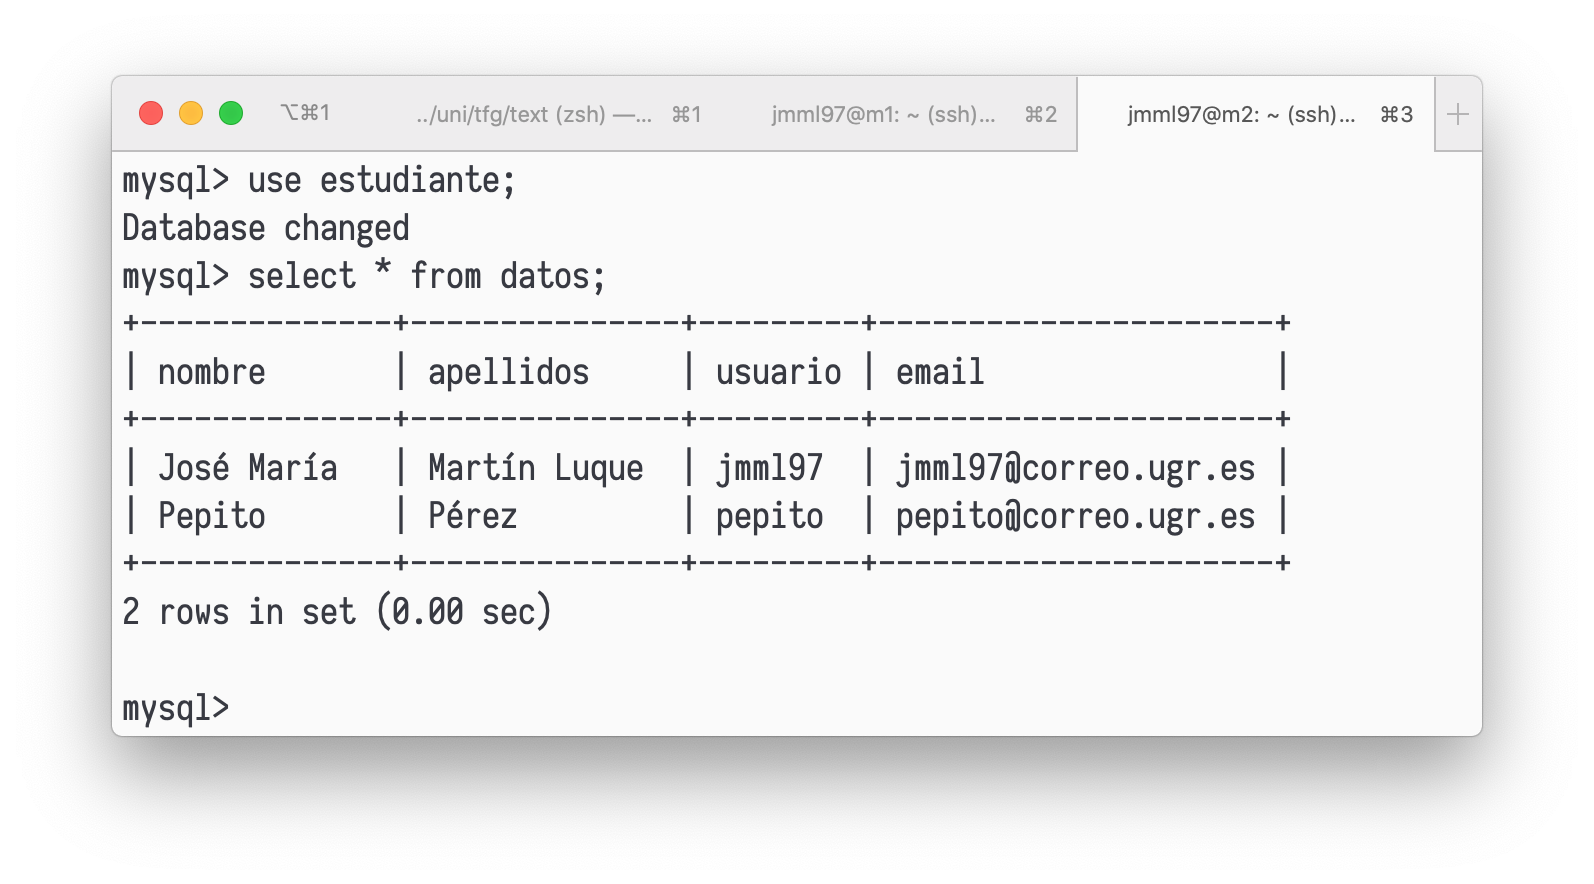 ⌥⌘1 ../uni/tfg/text (zsh) —... ⌘1 jmml97@m1: ~ (ssh)... ⌘2 jmml97@m2: ~ (ssh)... ⌘3 +
mysql> use estudiante;
Database changed
mysql> select * from datos;
+--------------+---------------+---------+----------------------+
| nombre       | apellidos     | usuario | email                |
+--------------+---------------+---------+----------------------+
| José María   | Martín Luque  | jmml97  | jmml97@correo.ugr.es |
| Pepito       | Pérez         | pepito  | pepito@correo.ugr.es |
+--------------+---------------+---------+----------------------+
2 rows in set (0.00 sec)
mysql>